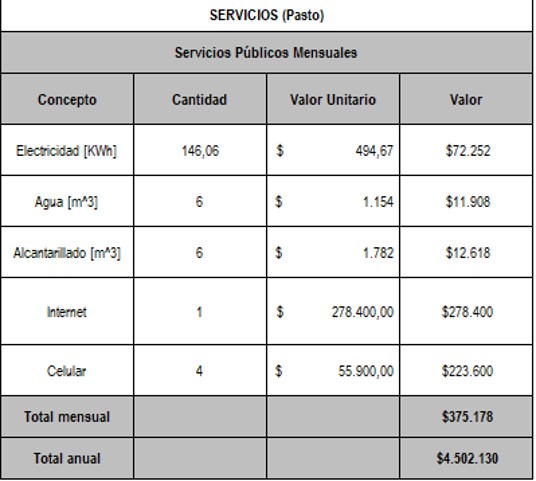 SERVICIOS (Pasto)
Servicios Públicos Mensuales
Concepto Cantidad Valor Unitario Valor
Electricidad [KWh] 146,06 $ 494,67 $72.252
Agua [m^3] 6 $ 1.154 $11.908
Alcantarillado [m^3] 6 $ 1.782 $12.618
Internet 1 $ 278.400,00 $278.400
Celular 4 $ 55.900,00 $223.600
Total mensual $375.178
Total anual $4.502.130